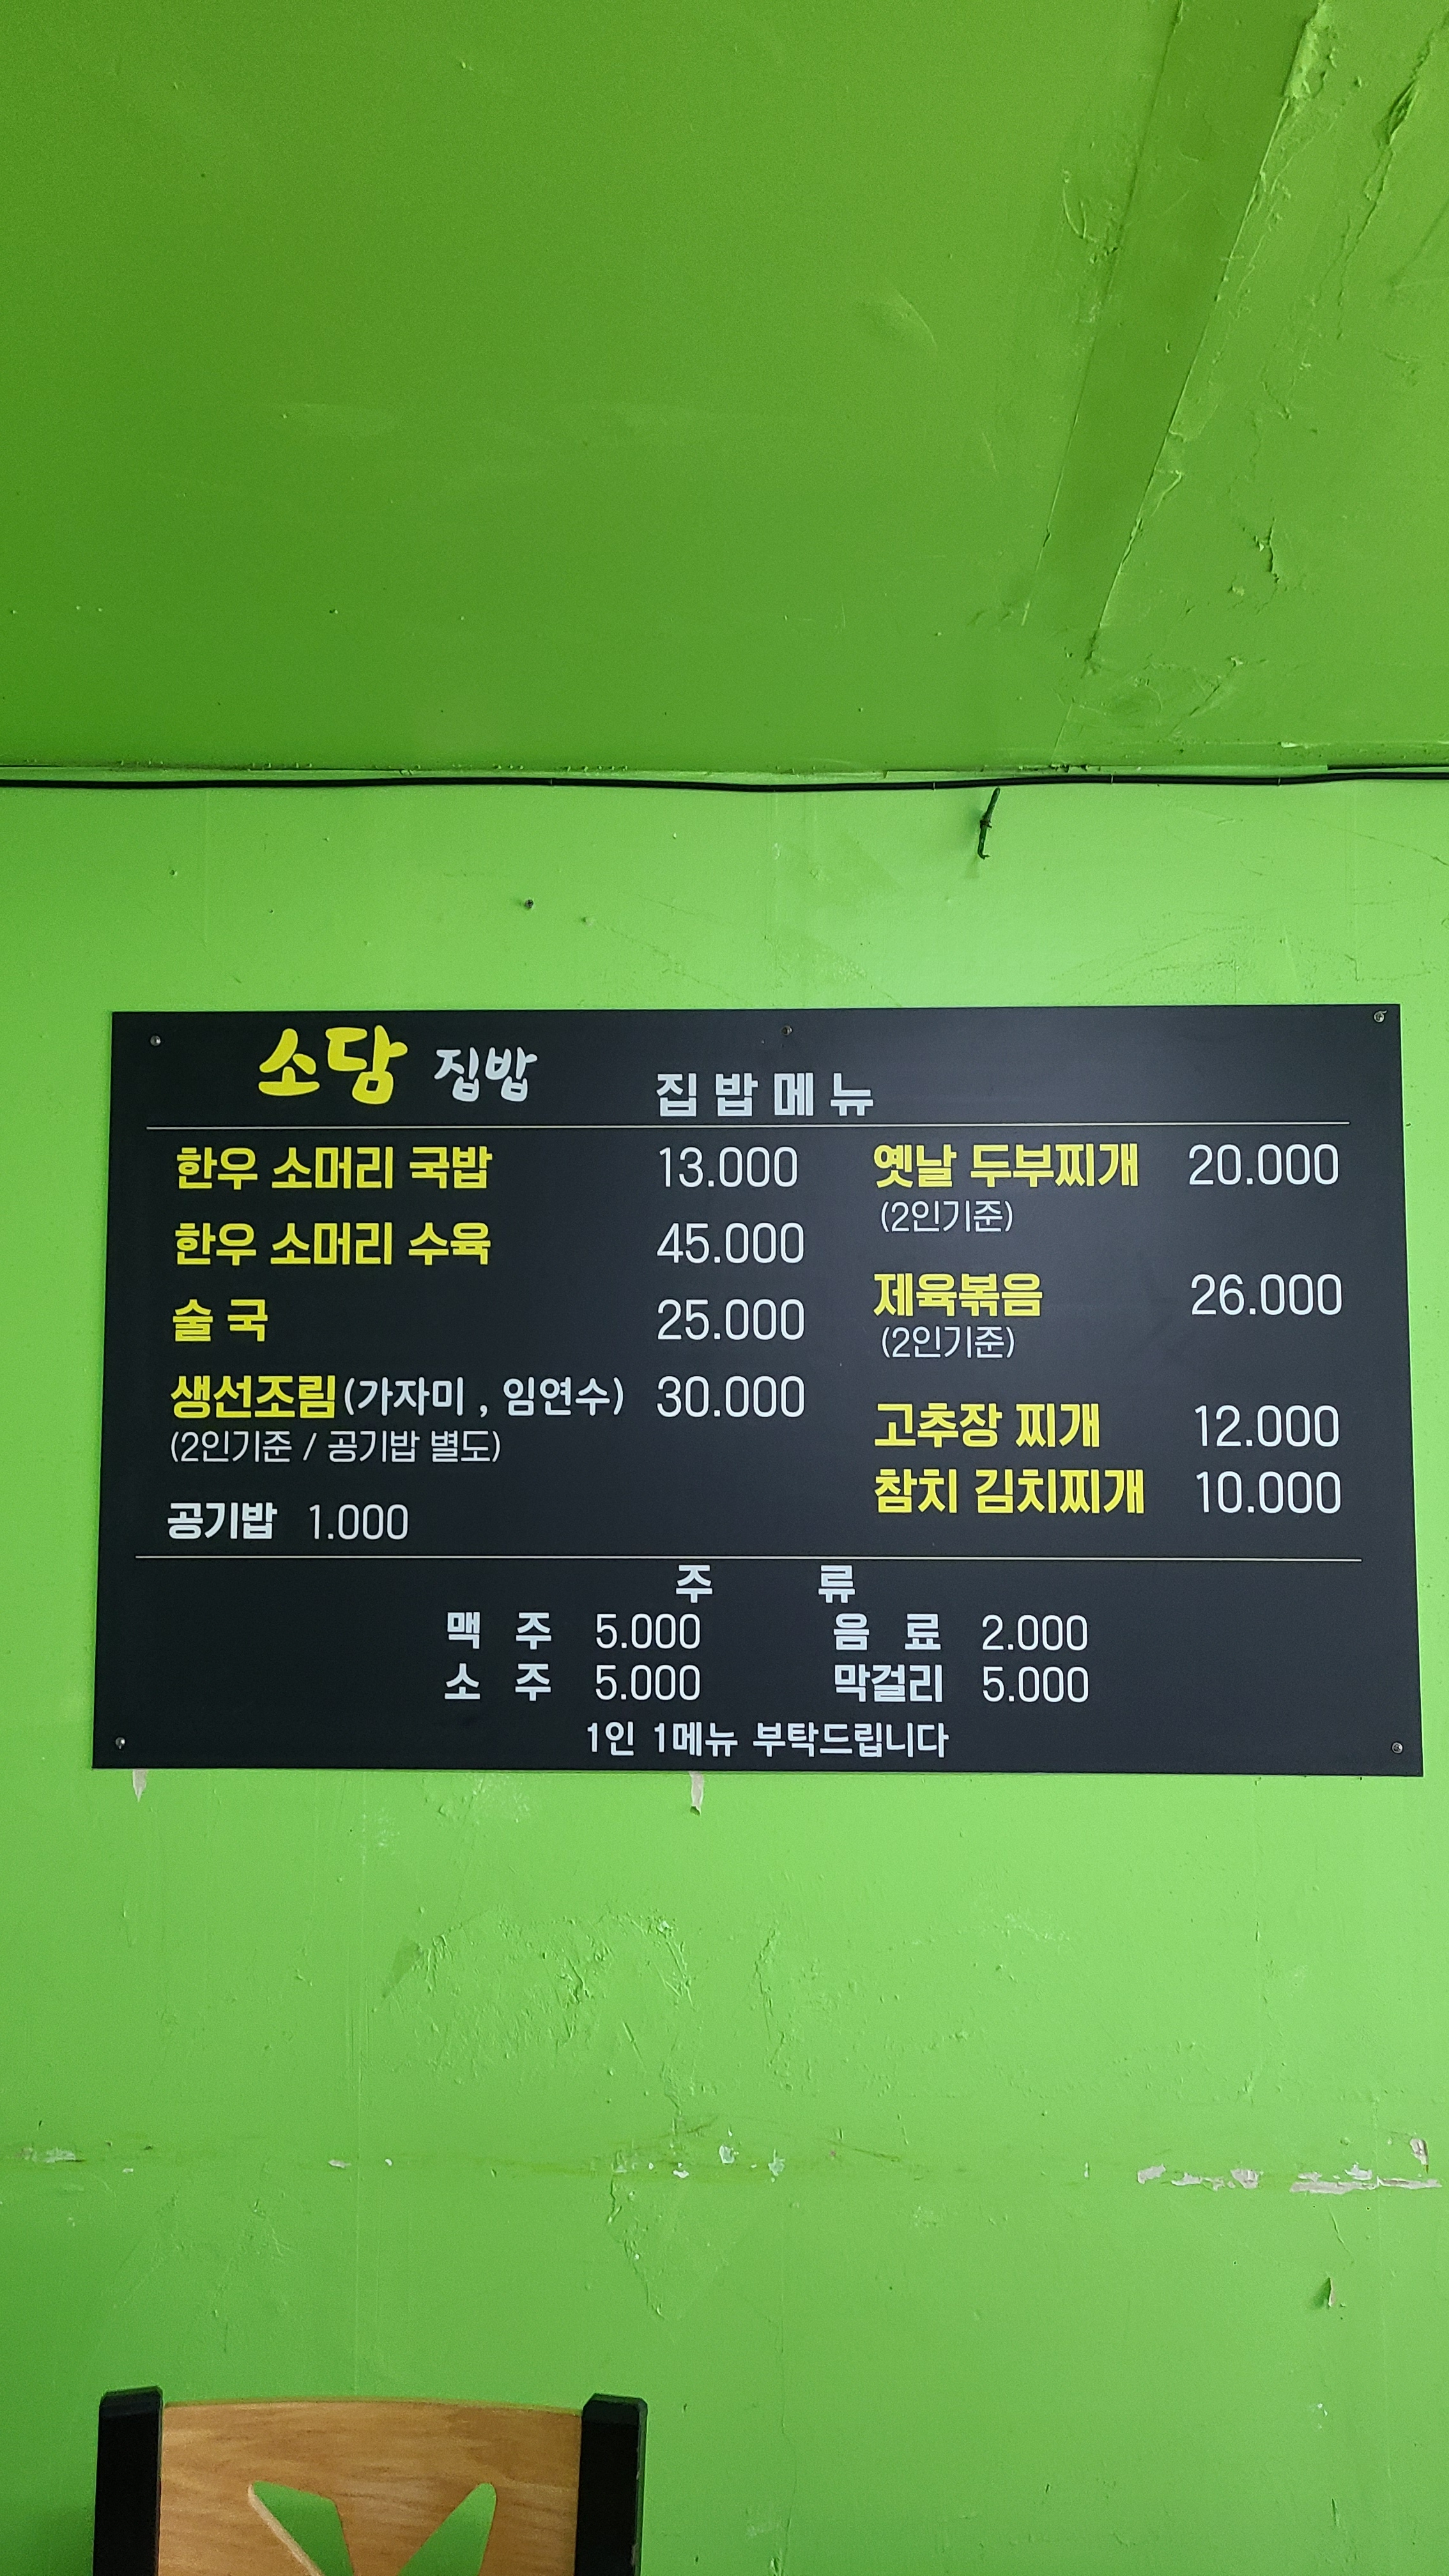 소담 집밥 집밥메뉴
한우 소머리 국밥 13.000
한우 소머리 수육 45.000
술국 25.000
생선조림(가자미 , 임연수) 30.000
(2인기준 / 공기밥 별도)
공기밥 1.000
옛날 두부찌개 20.000
(2인기준)
제육볶음 26.000
(2인기준)
고추장 찌개 12.000
참치 김치찌개 10.000
주 류
맥 주 5.000 음 료 2.000
소 주 5.000 막걸리 5.000
1인 1메뉴 부탁드립니다